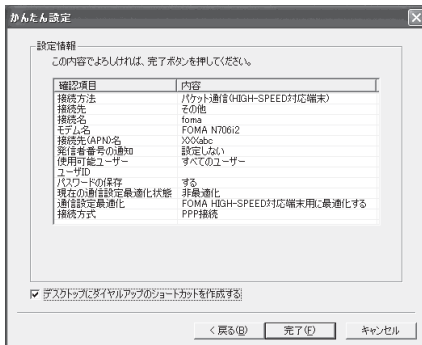 かんたん設定
設定情報
この内容でよろしければ、完了ボタンを押してください。
確認項目 内容
接続方法 パケット通信(HIGH-SPEED対応端末)
接続先 その他
接続名 foma
モデム名 FOMA N706i2
接続先(APN)名 XXXabc
発信者番号の通知 設定しない
使用可能ユーザー すべてのユーザー
ユーザID
パスワードの保存 する
現在の通信設定最適化状態 非最適化
通信設定最適化 FOMA HIGH-SPEED対応端末用に最適化する
接続方式 PPP接続
デスクトップにダイヤルアップのショートカットを作成する
< 戻る(B) 完了(F) キャンセル